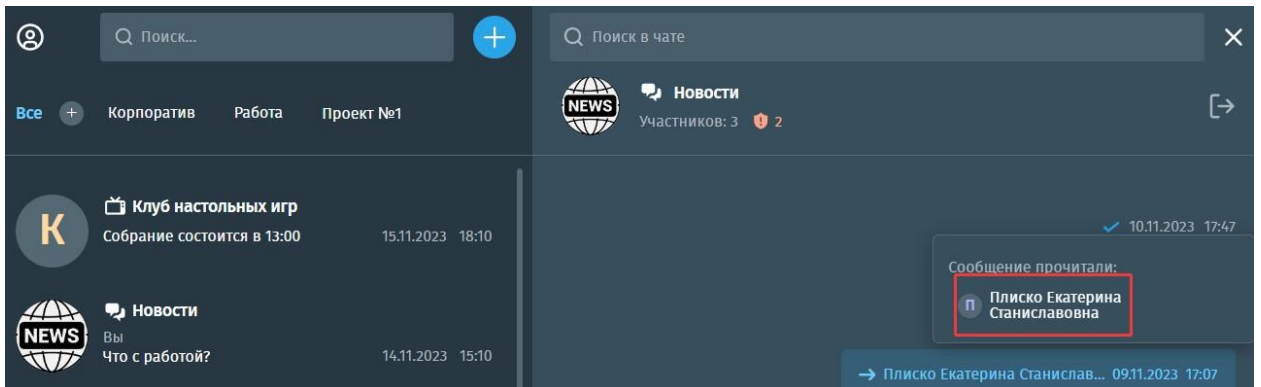 Поиск...
+
Все + Корпоратив Работа Проект №1
К
Клуб настольных игр
Собрание состоится в 13:00 15.11.2023 18:10
NEWS
Новости
Вы
Что с работой? 14.11.2023 15:10
Поиск в чате
NEWS
Новости
Участников: 3 2
10.11.2023 17:47
Сообщение прочитали:
П
Плиско Екатерина
Станиславовна
→ Плиско Екатерина Станислав... 09.11.2023 17:07